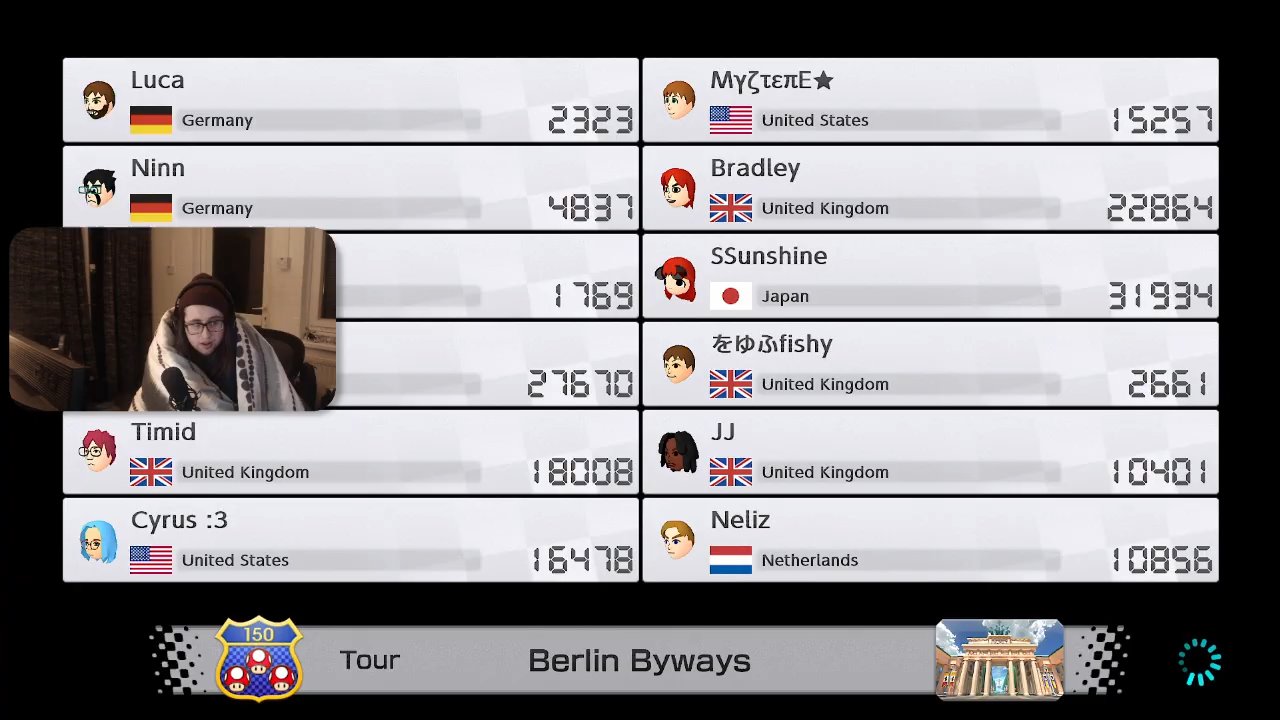 Luca
Germany
2323
Ninn
Germany
4837
1769
27670
Timid
United Kingdom
18008
Cyrus :3
United States
16478
MγζτεπE★
United States
15257
Bradley
United Kingdom
22864
SSunshine
Japan
31934
をゆふfishy
United Kingdom
2661
JJ
United Kingdom
10401
Neliz
Netherlands
10856
150
Tour
Berlin Byways